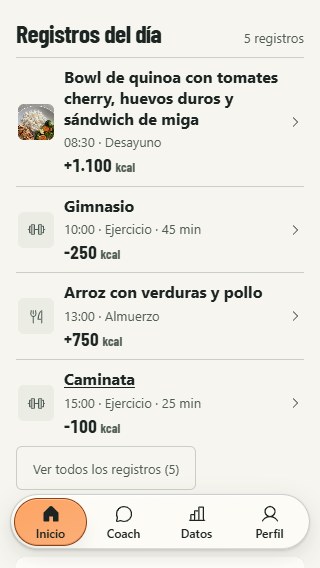 Registros del día
5 registros
Bowl de quinoa con tomates
cherry, huevos duros y
sándwich de miga
08:30 · Desayuno
+1.100 kcal
Gimnasio
10:00 · Ejercicio · 45 min
-250 kcal
Arroz con verduras y pollo
13:00 · Almuerzo
+750 kcal
Caminata
15:00 · Ejercicio · 25 min
-100 kcal
Ver todos los registros (5)
Inicio
Coach
Datos
Perfil